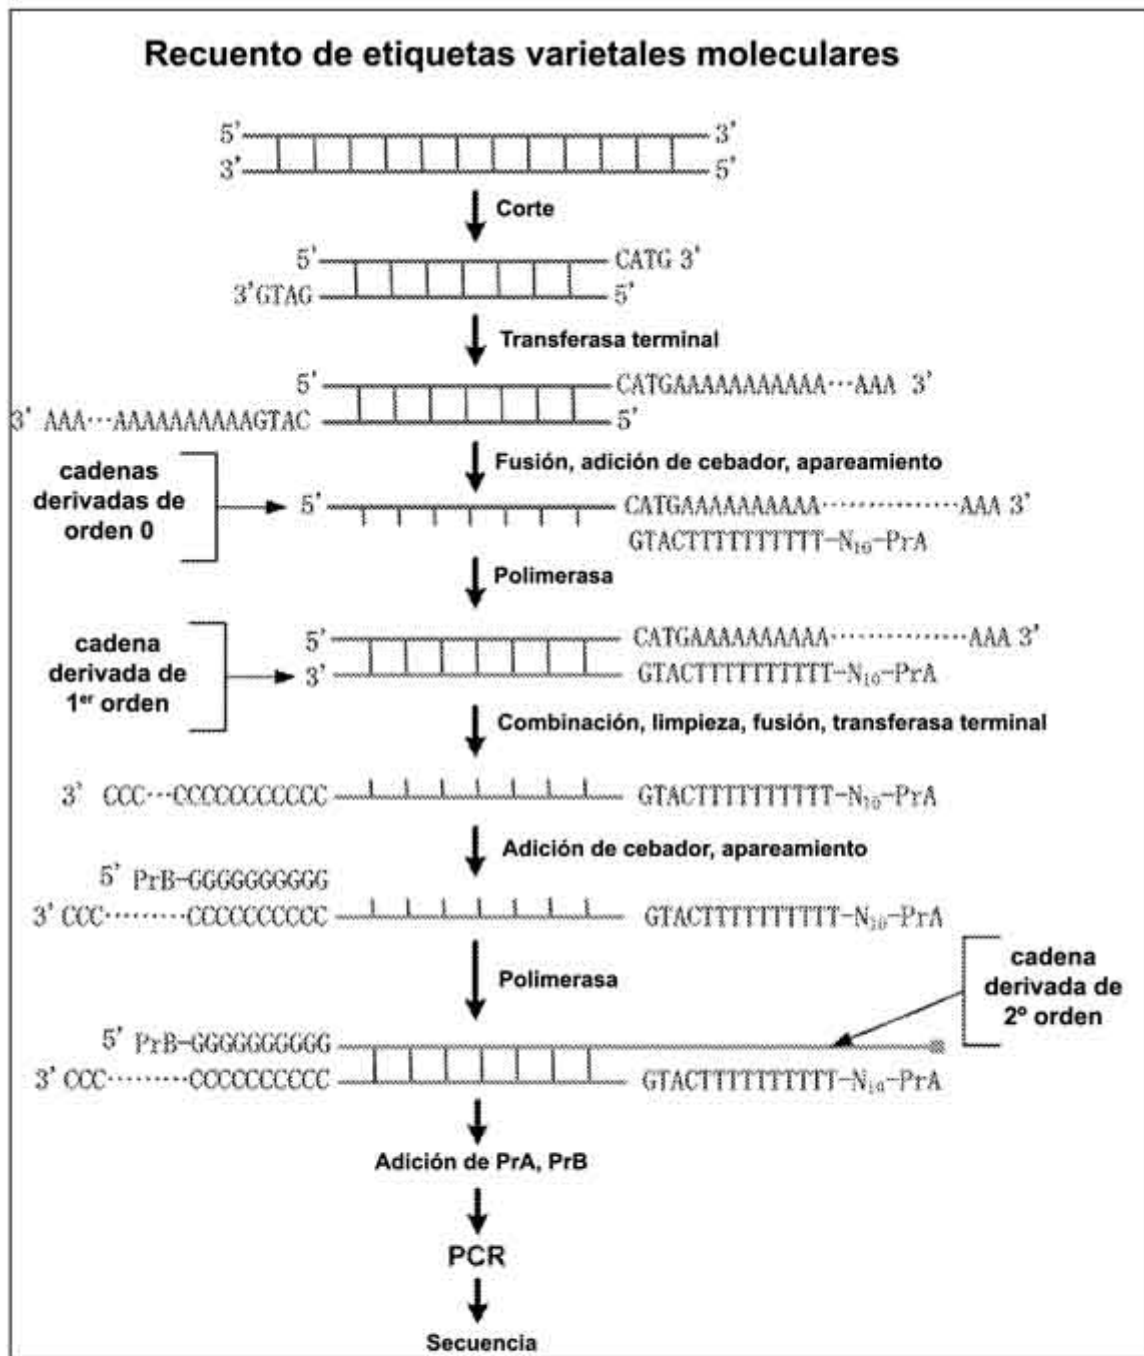 Recuento de etiquetas varietales moleculares
5' 3'
3' 5'
Corte
5' CATG 3'
3'GTAG 5'
Transferasa terminal
5' CATGAAAAAAAAAAA···AAA 3'
3' AAA···AAAAAAAAAAGTAC 5'
Fusión, adición de cebador, apareamiento
cadenas
derivadas de
orden 0
5' CATGAAAAAAAAAA··············AAA 3'
GTACTTTTTTTTTT-N₁₀-PrA
Polimerasa
cadena
derivada de
1er orden
5' CATGAAAAAAAAAA··············AAA 3'
3' GTACTTTTTTTTTT-N₁₀-PrA
Combinación, limpieza, fusión, transferasa terminal
3' CCC···CCCCCCCCCCC GTACTTTTTTTTTT-N₁₀-PrA
Adición de cebador, apareamiento
5' PrB-GGGGGGGGGG
3' CCC·········CCCCCCCCCC GTACTTTTTTTTTT-N₁₀-PrA
Polimerasa
cadena
derivada de
2º orden
5' PrB-GGGGGGGGGG
3' CCC·········CCCCCCCCCC GTACTTTTTTTTTT-N₁₀-PrA
Adición de PrA, PrB
PCR
Secuencia